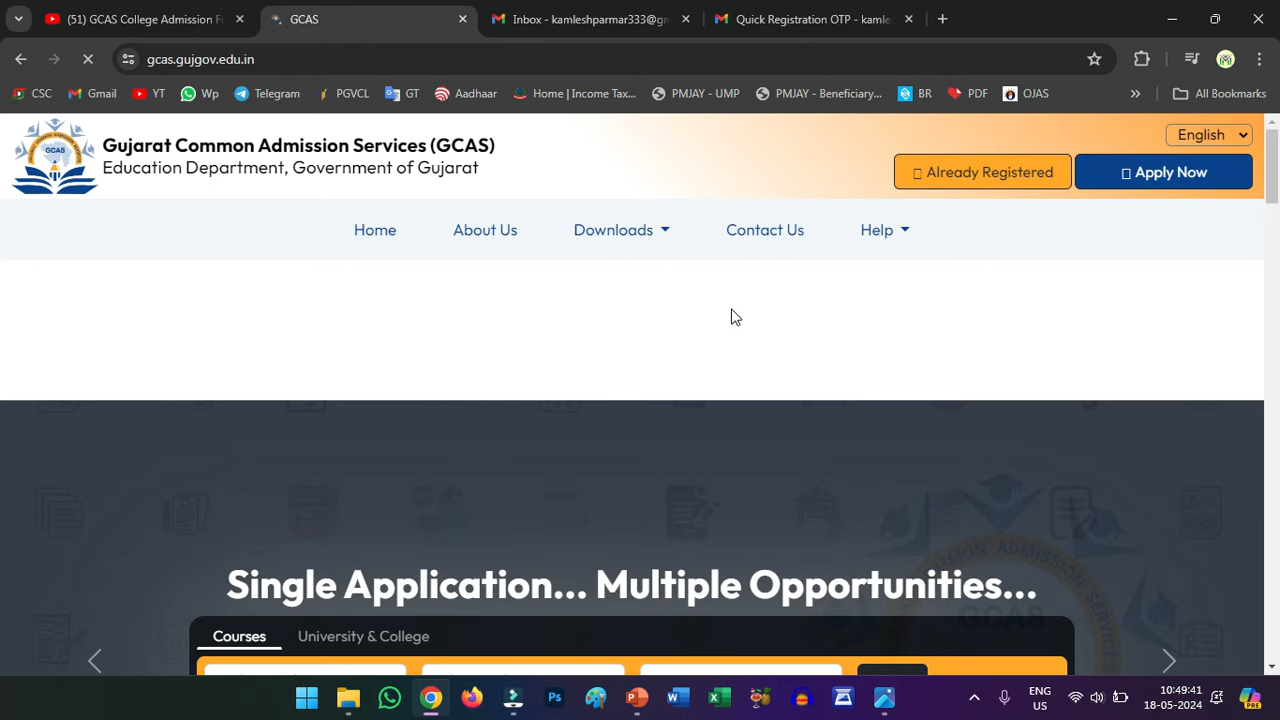 (51) GCAS College Admission F
GCAS
Inbox - kamleshparmar333@gm
Quick Registration OTP - kamle
gcas.gujgov.edu.in
CSC
Gmail
YT
Wp
Telegram
PGVCL
GT
Aadhaar
Home | Income Tax...
PMJAY - UMP
PMJAY - Beneficiary...
BR
PDF
OJAS
All Bookmarks
GCAS
Gujarat Common Admission Services (GCAS)
Education Department, Government of Gujarat
English
Already Registered
Apply Now
Home
About Us
Downloads
Contact Us
Help
Single Application... Multiple Opportunities...
Courses
University & College
ENG
US
10:49:41
18-05-2024